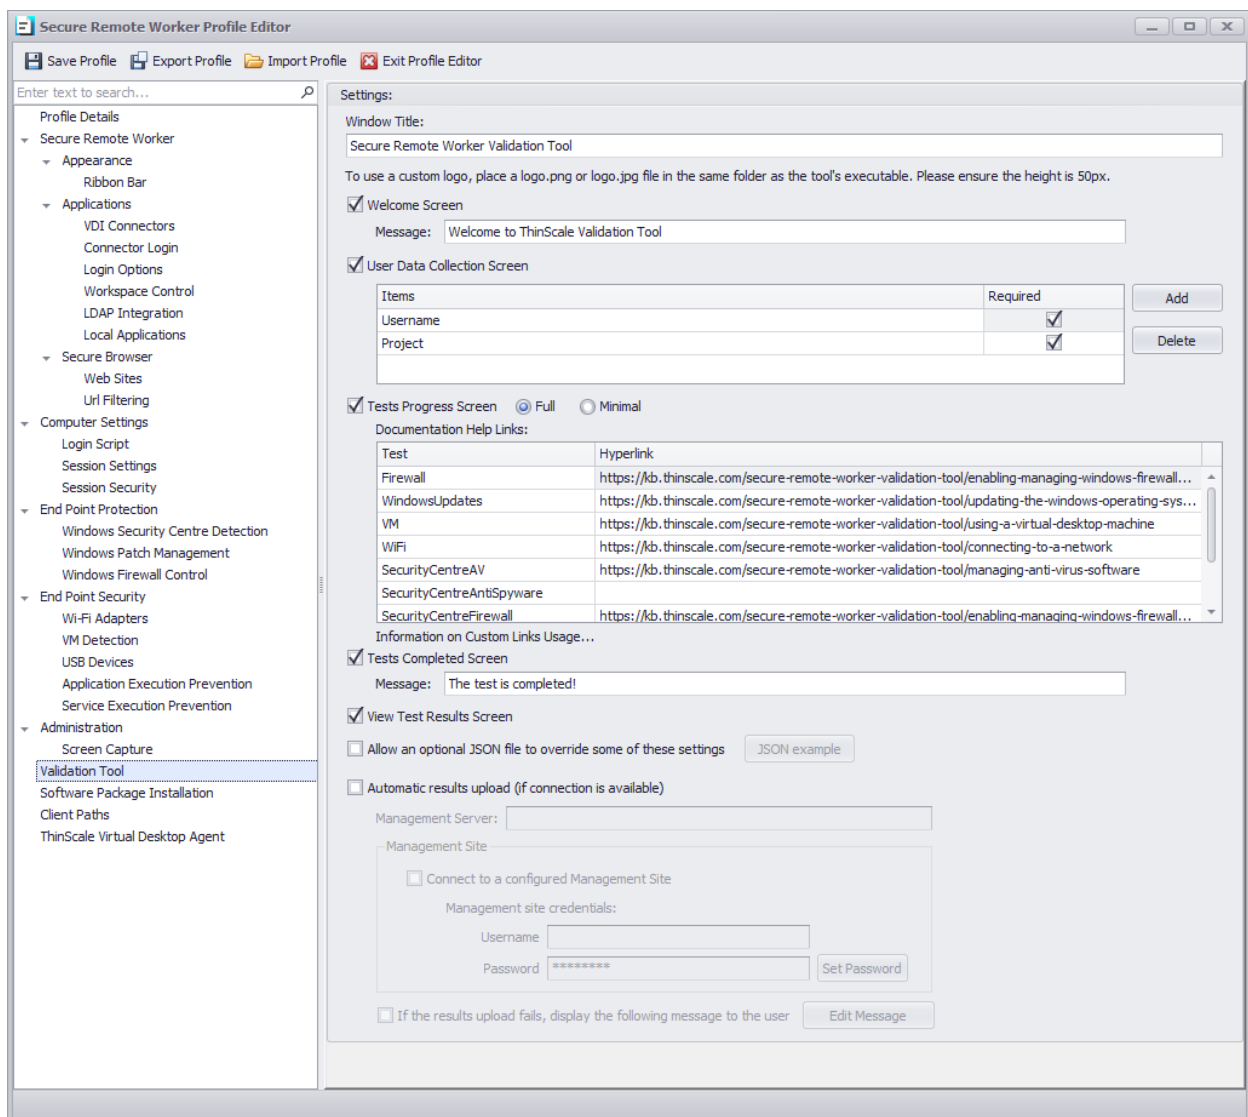 Secure Remote Worker Profile Editor
Save Profile Export Profile Import Profile Exit Profile Editor
Enter text to search...
Profile Details
Secure Remote Worker
Appearance
Ribbon Bar
Applications
VDI Connectors
Connector Login
Login Options
Workspace Control
LDAP Integration
Local Applications
Secure Browser
Web Sites
Url Filtering
Computer Settings
Login Script
Session Settings
Session Security
End Point Protection
Windows Security Centre Detection
Windows Patch Management
Windows Firewall Control
End Point Security
Wi-Fi Adapters
VM Detection
USB Devices
Application Execution Prevention
Service Execution Prevention
Administration
Screen Capture
Validation Tool
Software Package Installation
Client Paths
ThinScale Virtual Desktop Agent
Settings:
Window Title:
Secure Remote Worker Validation Tool
To use a custom logo, place a logo.png or logo.jpg file in the same folder as the tool's executable. Please ensure the height is 50px.
Welcome Screen
Message: Welcome to ThinScale Validation Tool
User Data Collection Screen
Items Required Add
Username
Project Delete
Tests Progress Screen Full Minimal
Documentation Help Links:
Test Hyperlink
Firewall https://kb.thinscale.com/secure-remote-worker-validation-tool/enabling-managing-windows-firewall...
WindowsUpdates https://kb.thinscale.com/secure-remote-worker-validation-tool/updating-the-windows-operating-sys...
VM https://kb.thinscale.com/secure-remote-worker-validation-tool/using-a-virtual-desktop-machine
WiFi https://kb.thinscale.com/secure-remote-worker-validation-tool/connecting-to-a-network
SecurityCentreAV https://kb.thinscale.com/secure-remote-worker-validation-tool/managing-anti-virus-software
SecurityCentreAntiSpyware
SecurityCentreFirewall https://kb.thinscale.com/secure-remote-worker-validation-tool/enabling-managing-windows-firewall...
Information on Custom Links Usage...
Tests Completed Screen
Message: The test is completed!
View Test Results Screen
Allow an optional JSON file to override some of these settings JSON example
Automatic results upload (if connection is available)
Management Server:
Management Site
Connect to a configured Management Site
Management site credentials:
Username
Password ******** Set Password
If the results upload fails, display the following message to the user Edit Message